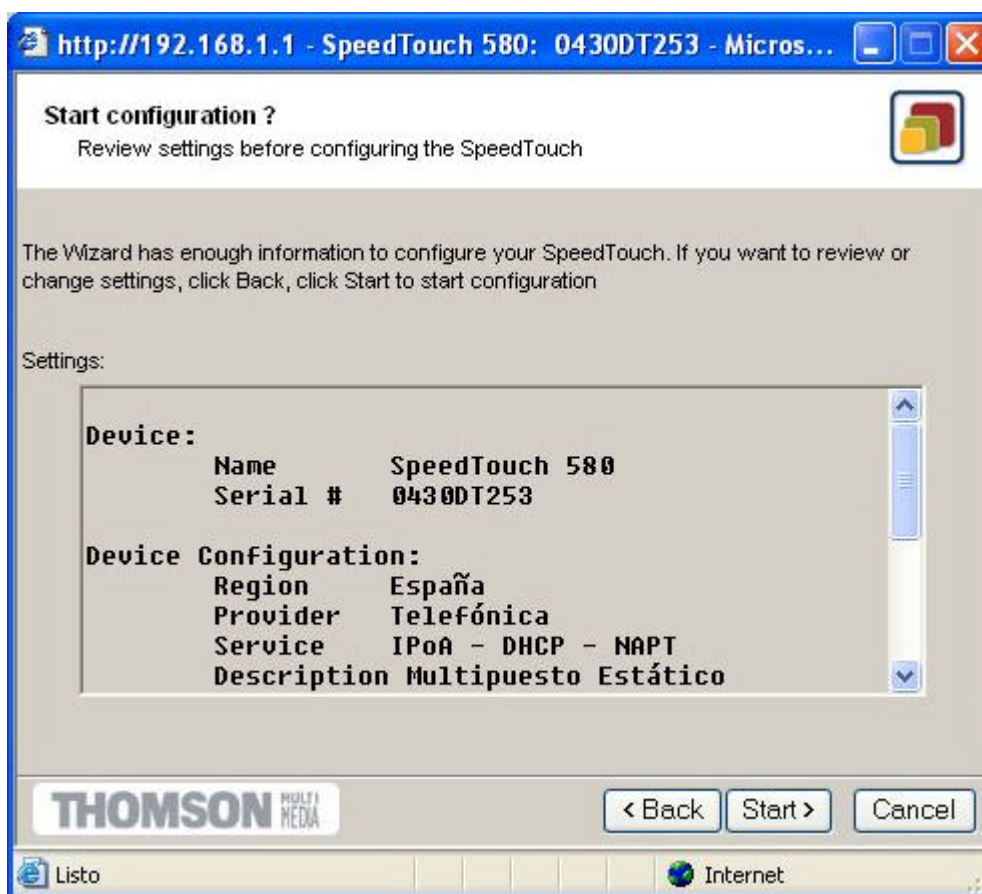 http://192.168.1.1 - SpeedTouch 580: 0430DT253 - Micros...
Start configuration ?
Review settings before configuring the SpeedTouch
The Wizard has enough information to configure your SpeedTouch. If you want to review or
change settings, click Back, click Start to start configuration
Settings:
Device:
Name SpeedTouch 580
Serial # 0430DT253
Device Configuration:
Region España
Provider Telefónica
Service IPoA - DHCP - NAPT
Description Multipuesto Estático
THOMSON MULTI MEDIA
< Back Start > Cancel
Listo Internet